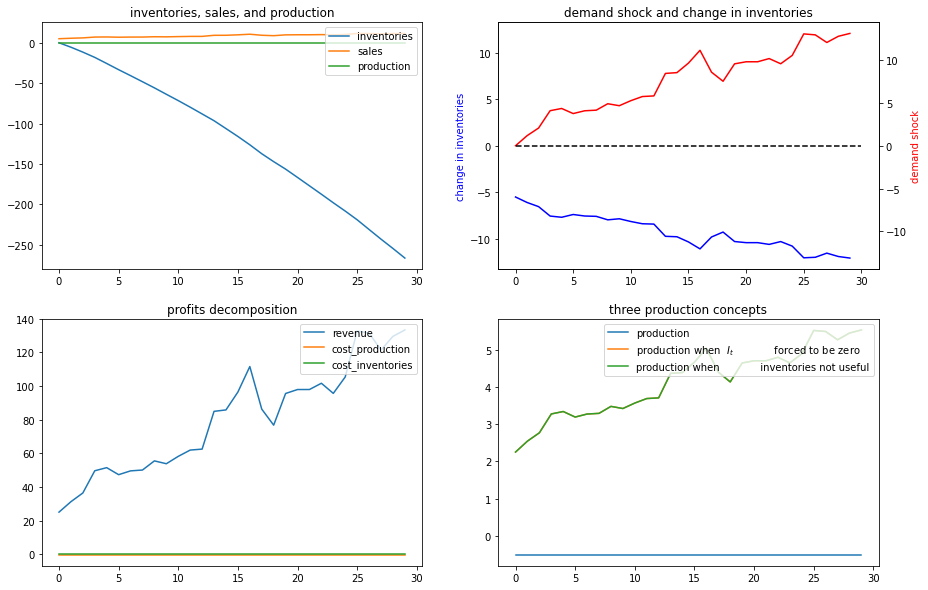 inventories, sales, and production
inventories
sales
production
0
-50
-100
-150
-200
-250
0 5 10 15 20 25 30
demand shock and change in inventories
change in inventories
demand shock
10
5
0
−5
−10
10
5
0
−5
−10
0 5 10 15 20 25 30
profits decomposition
revenue
cost_production
cost_inventories
140
120
100
80
60
40
20
0
0 5 10 15 20 25 30
three production concepts
production
production when I_t forced to be zero
production when inventories not useful
5
4
3
2
1
0
0 5 10 15 20 25 30